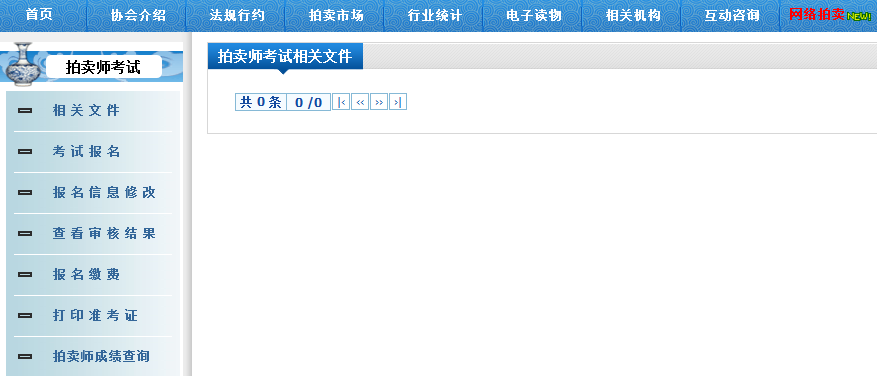 首页 协会介绍 法规行约 拍卖市场 行业统计 电子读物 相关机构 互动咨询 网络拍卖 NEW!
拍卖师考试
相关文件
考试报名
报名信息修改
查看审核结果
报名缴费
打印准考证
拍卖师成绩查询
拍卖师考试相关文件
共 0 条 0 /0 |‹ ‹‹ ›› ›|